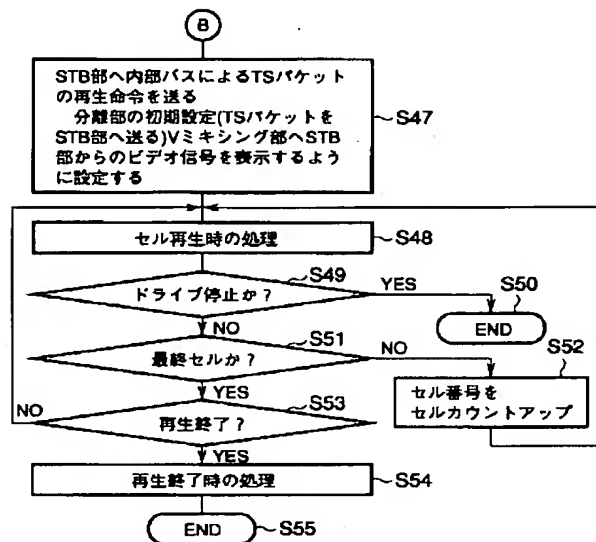 B
STB部へ内部バスによるTSパケット
の再生命令を送る
分離部の初期設定(TSパケットを
STB部へ送る)Vミキシング部へSTB
部からのビデオ信号を表示するよう
に設定する
S47
セル再生時の処理
S48
S49
ドライブ停止か?
YES
S50
END
NO
S51
最終セルか?
NO
S52
セル番号を
セルカウントアップ
YES
S53
NO
再生終了?
YES
再生終了時の処理
S54
END
S55